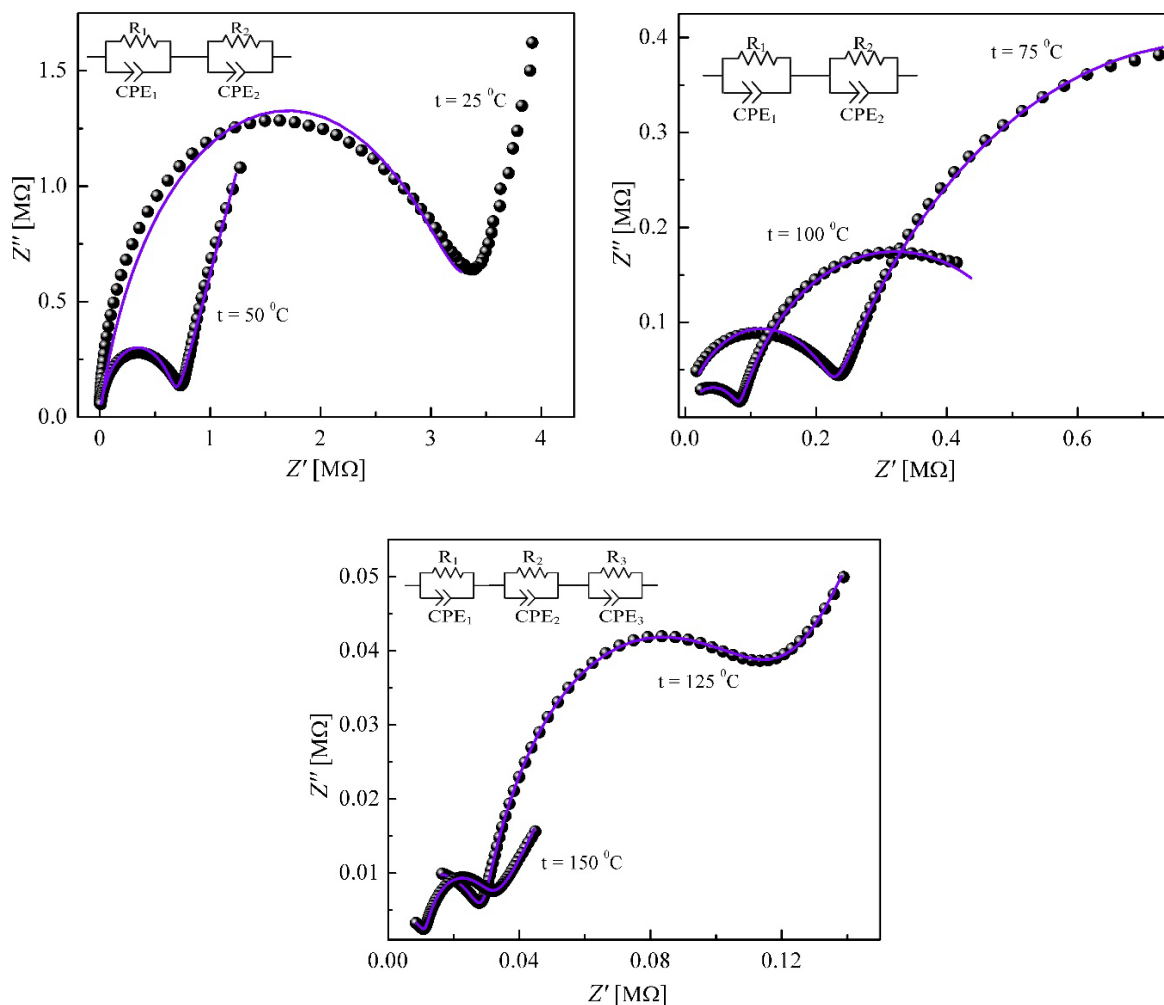 R1 R2
CPE1 CPE2
t = 25 ⁰C
t = 50 ⁰C
Z″ [MΩ]
1.5
1.0
0.5
0.0
0 1 2 3 4
Z′ [MΩ]
R1 R2
CPE1 CPE2
t = 75 ⁰C
t = 100 ⁰C
Z″ [MΩ]
0.4
0.3
0.2
0.1
0.0 0.2 0.4 0.6
Z′ [MΩ]
R1 R2 R3
CPE1 CPE2 CPE3
t = 125 ⁰C
t = 150 ⁰C
Z″ [MΩ]
0.05
0.04
0.03
0.02
0.01
0.00 0.04 0.08 0.12
Z′ [MΩ]